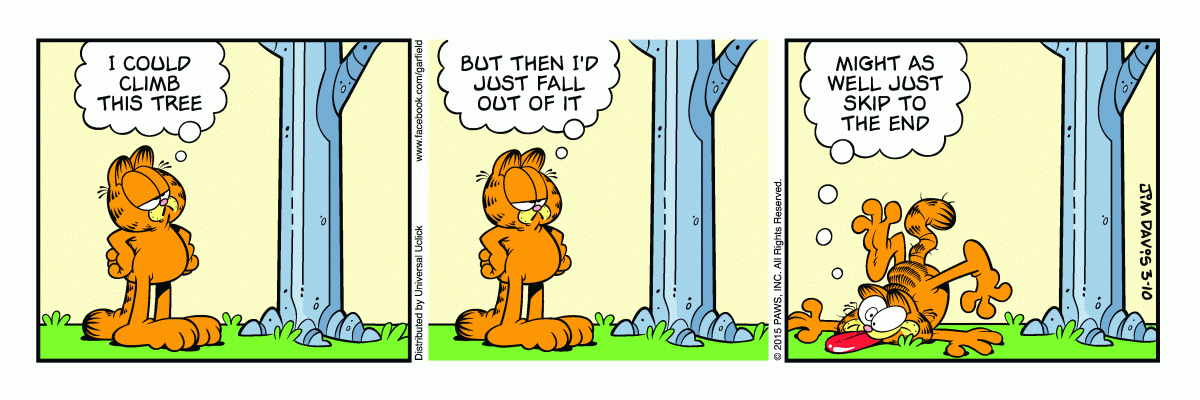 I COULD
CLIMB
THIS TREE
www.facebook.com/garfield
Distributed by Universal Uclick
BUT THEN I'D
JUST FALL
OUT OF IT
© 2015 PAWS, INC. All Rights Reserved.
MIGHT AS
WELL JUST
SKIP TO
THE END
JIM DAVIS 3-10